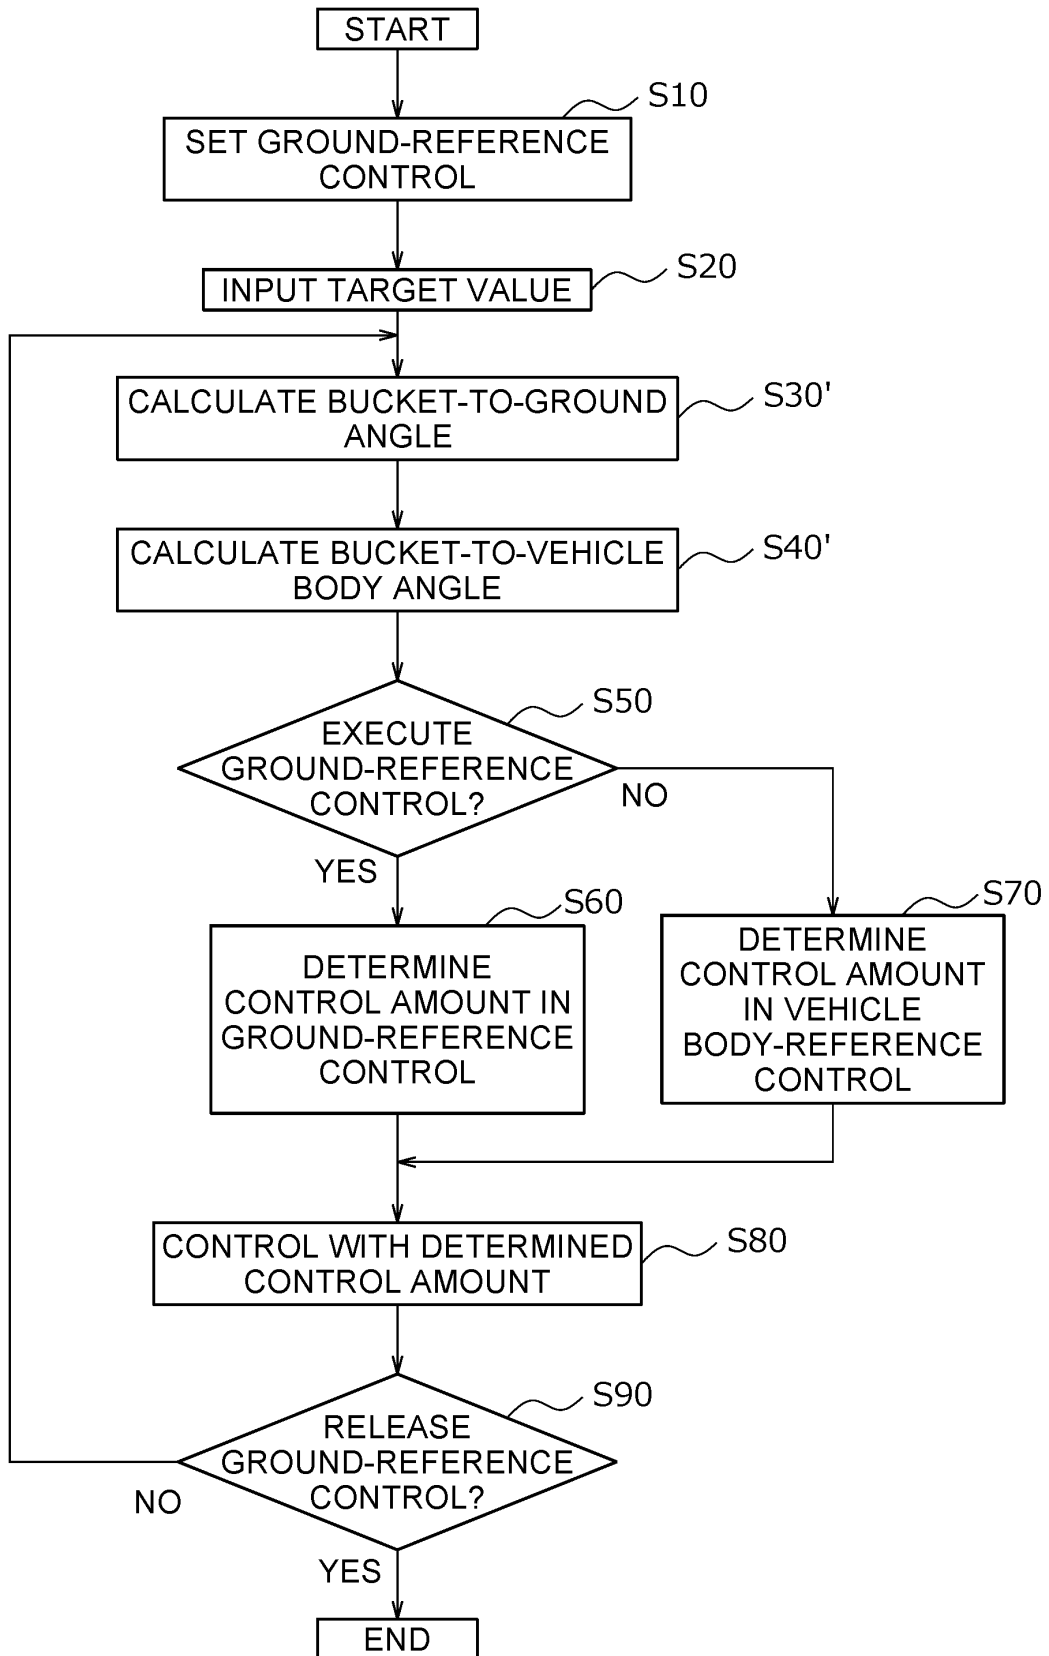 START
S10
SET GROUND-REFERENCE
CONTROL
S20
INPUT TARGET VALUE
S30'
CALCULATE BUCKET-TO-GROUND
ANGLE
S40'
CALCULATE BUCKET-TO-VEHICLE
BODY ANGLE
S50
EXECUTE
GROUND-REFERENCE
CONTROL?
NO
YES
S60
DETERMINE
CONTROL AMOUNT IN
GROUND-REFERENCE
CONTROL
S70
DETERMINE
CONTROL AMOUNT
IN VEHICLE
BODY-REFERENCE
CONTROL
S80
CONTROL WITH DETERMINED
CONTROL AMOUNT
S90
RELEASE
GROUND-REFERENCE
CONTROL?
NO
YES
END